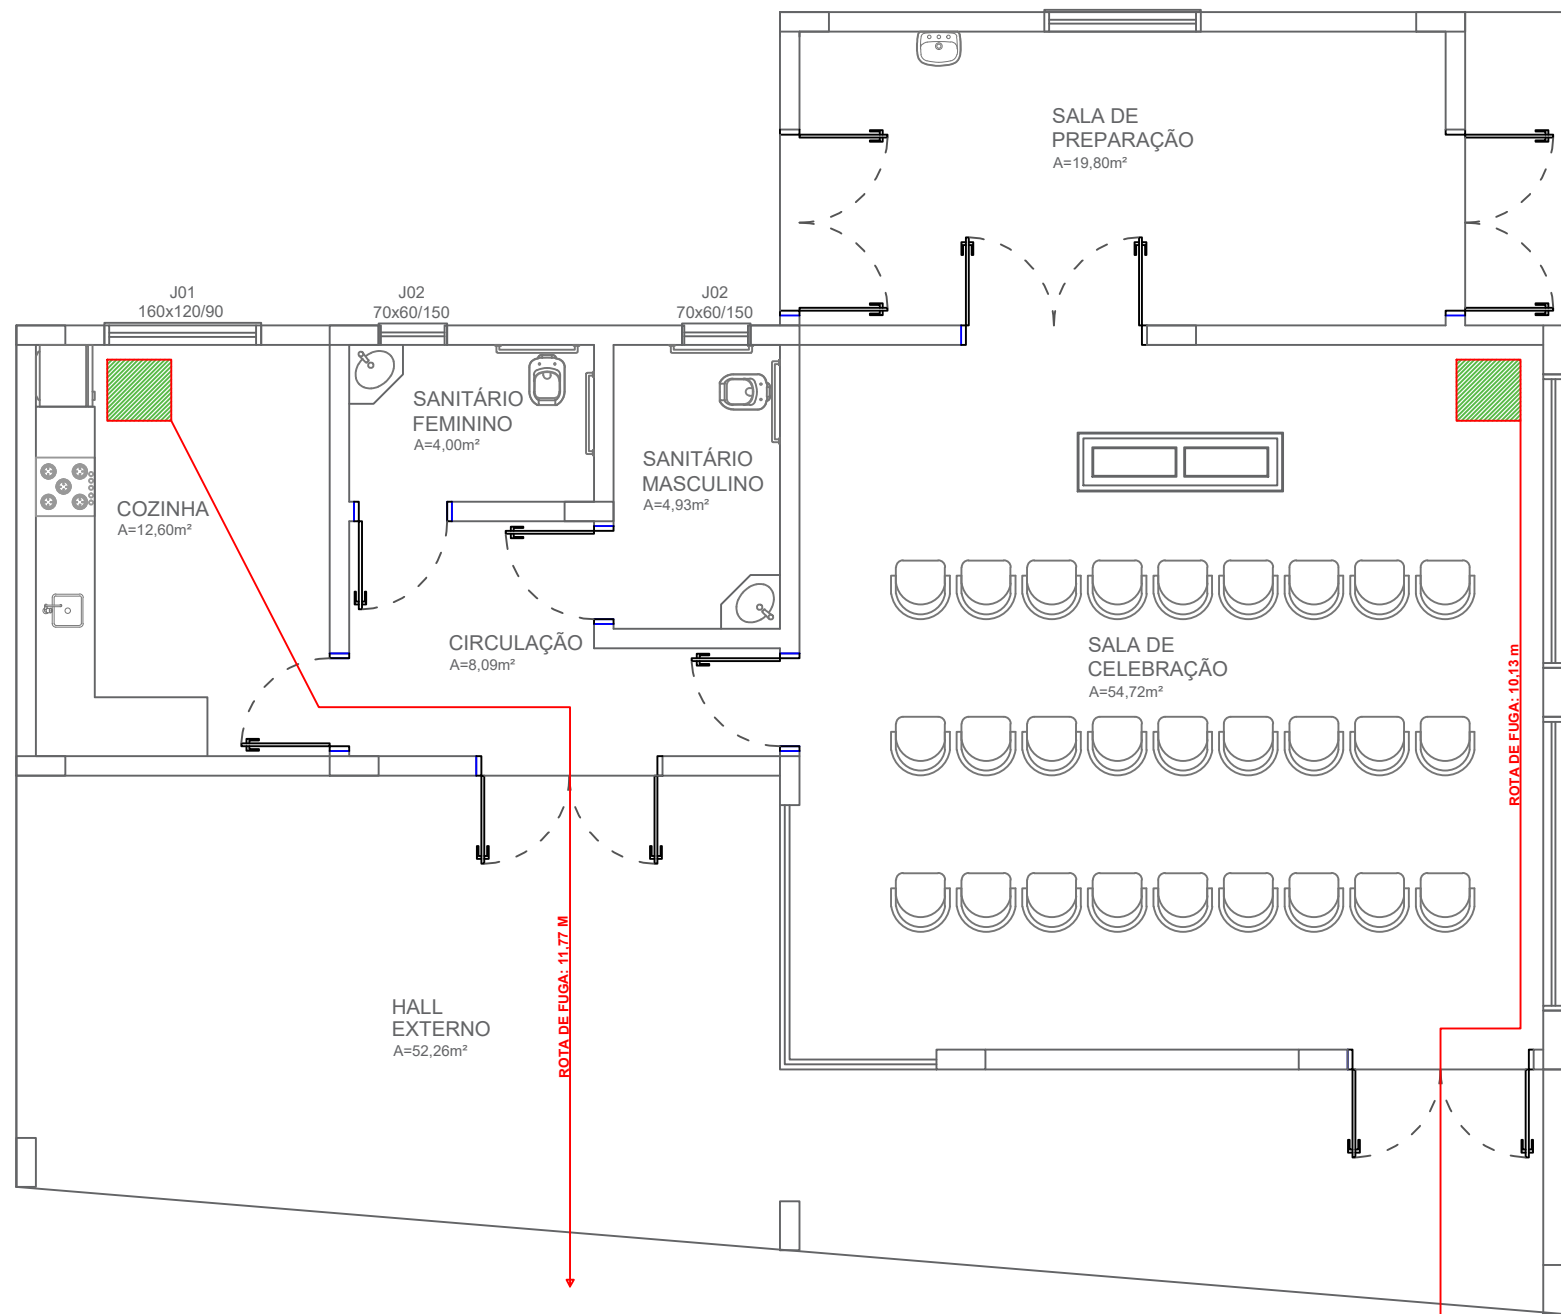 SALA DE
PREPARAÇÃO
A=19,80m²
J01
160x120/90
J02
70x60/150
J02
70x60/150
SANITÁRIO
FEMININO
A=4,00m²
SANITÁRIO
MASCULINO
A=4,93m²
COZINHA
A=12,60m²
CIRCULAÇÃO
A=8,09m²
SALA DE
CELEBRAÇÃO
A=54,72m²
ROTA DE FUGA: 10,13 m
ROTA DE FUGA: 11,77 M
HALL
EXTERNO
A=52,26m²